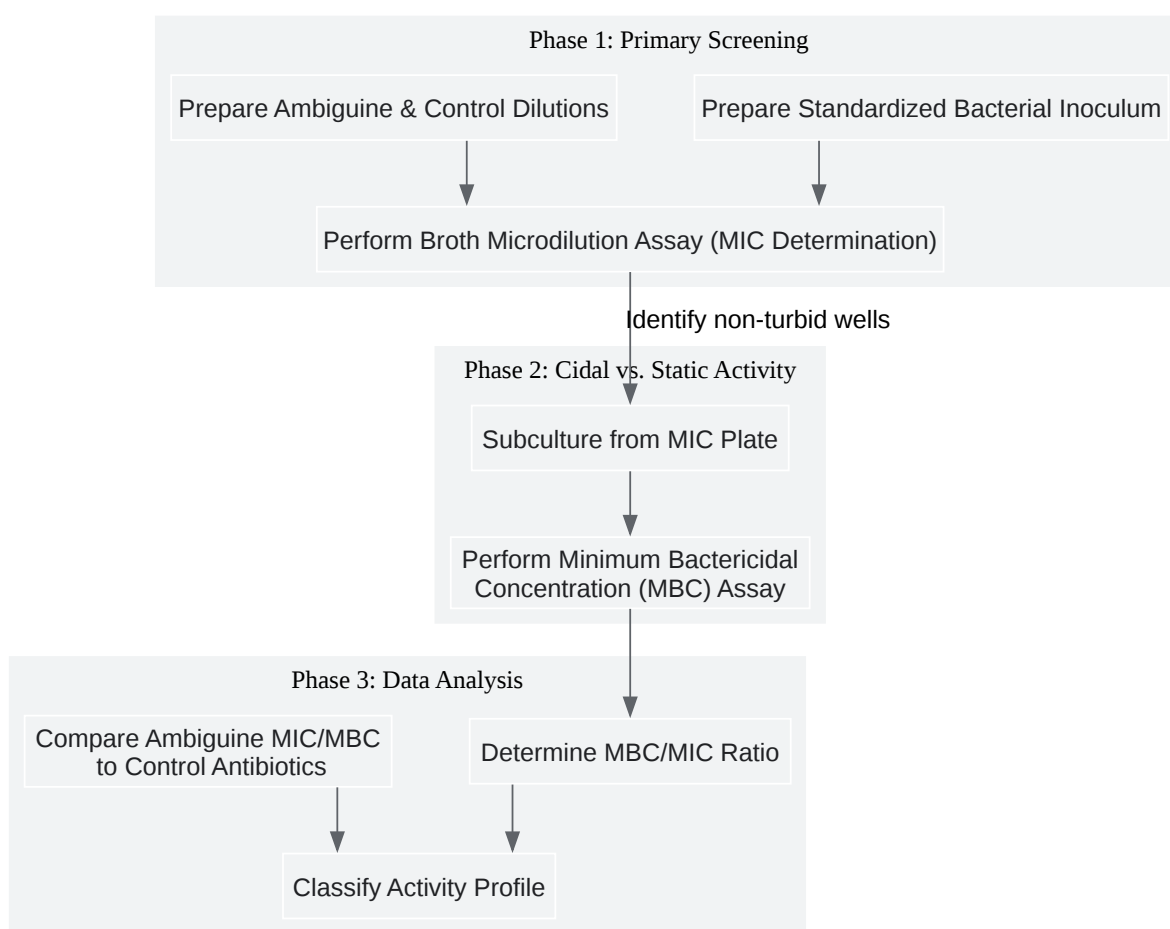 Phase 1: Primary Screening
Prepare Ambiguine & Control Dilutions
Prepare Standardized Bacterial Inoculum
Perform Broth Microdilution Assay (MIC Determination)
Identify non-turbid wells
Phase 2: Cidal vs. Static Activity
Subculture from MIC Plate
Perform Minimum Bactericidal
Concentration (MBC) Assay
Phase 3: Data Analysis
Compare Ambiguine MIC/MBC
to Control Antibiotics
Determine MBC/MIC Ratio
Classify Activity Profile